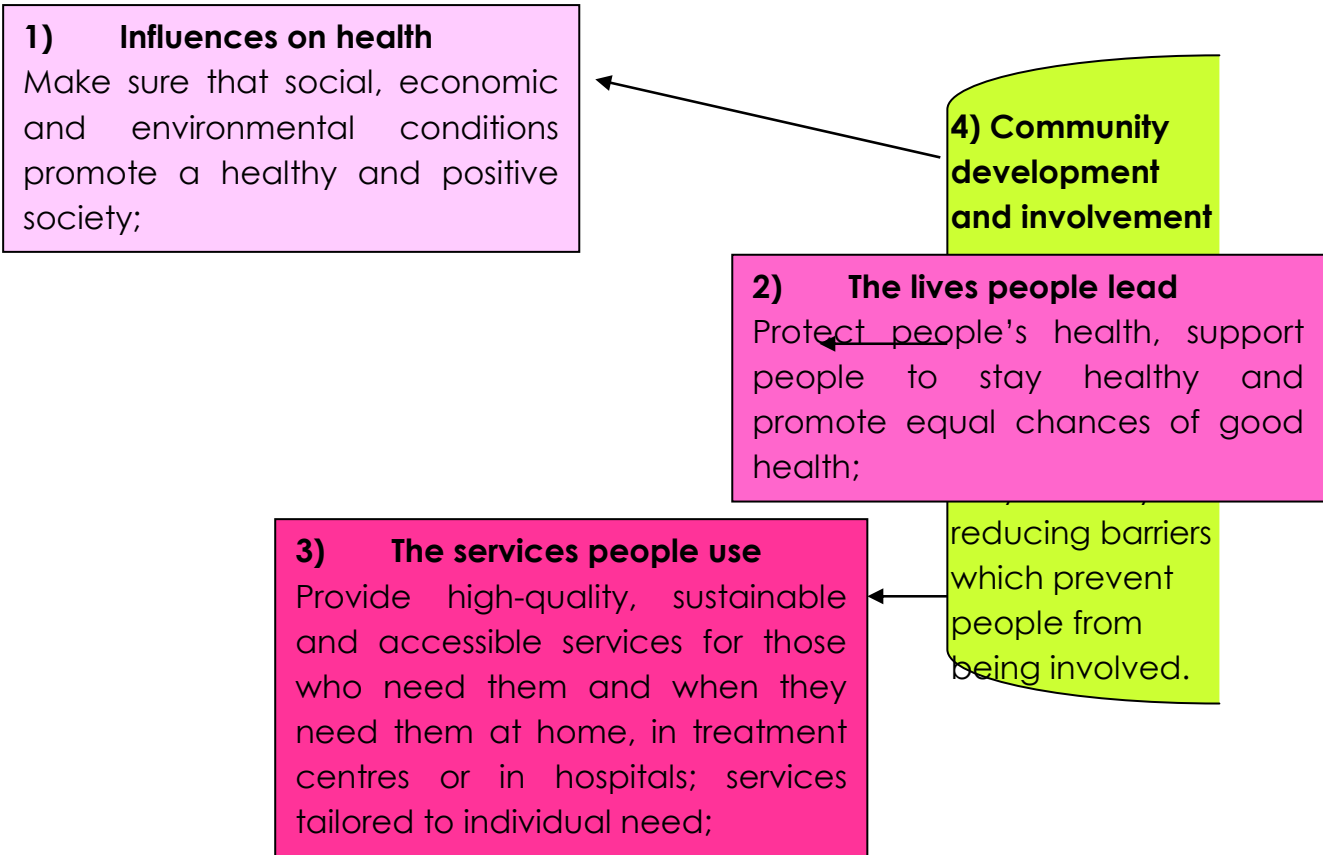 1) Influences on health
Make sure that social, economic
and environmental conditions
promote a healthy and positive
society;
4) Community
development
and involvement
2) The lives people lead
Protect people’s health, support
people to stay healthy and
promote equal chances of good
health;
reducing barriers
which prevent
people from
being involved.
3) The services people use
Provide high-quality, sustainable
and accessible services for those
who need them and when they
need them at home, in treatment
centres or in hospitals; services
tailored to individual need;